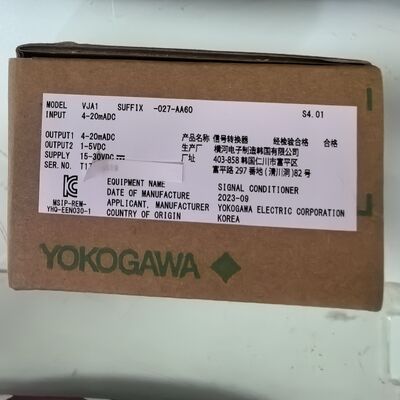 MODEL VJA1 SUFFIX -027-AA60
INPUT 4-20mADC S4.01
OUTPUT1 4-20mADC
OUTPUT2 1-5VDC
SUPPLY 15-30VDC
SER. NO. T1
产品名称 信号转换器 经检验合格 合格
生产厂 横河电子制造韩国有限公司
厂址 403-858 韩国仁川市富平区
富平路 297 番地 (清川洞)82 号
MSIP-REM-
YHQ-EEN030-1
EQUIPMENT NAME SIGNAL CONDITIONER
DATE OF MANUFACTURE 2023-09
APPLICANT, MANUFACTURER YOKOGAWA ELECTRIC CORPORATION
COUNTRY OF ORIGIN KOREA
YOKOGAWA